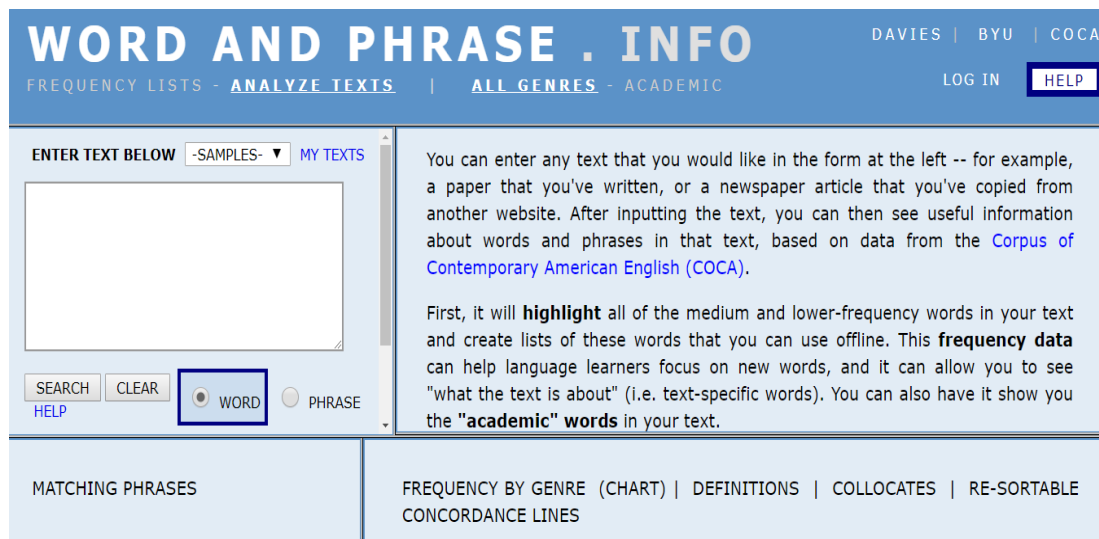 WORD AND PHRASE . INFO
DAVIES | BYU | COCA
FREQUENCY LISTS - ANALYZE TEXTS | ALL GENRES - ACADEMIC
LOG IN HELP
ENTER TEXT BELOW -SAMPLES- ▼ MY TEXTS
SEARCH CLEAR WORD PHRASE
HELP
You can enter any text that you would like in the form at the left -- for example,
a paper that you've written, or a newspaper article that you've copied from
another website. After inputting the text, you can then see useful information
about words and phrases in that text, based on data from the Corpus of
Contemporary American English (COCA).
First, it will highlight all of the medium and lower-frequency words in your text
and create lists of these words that you can use offline. This frequency data
can help language learners focus on new words, and it can allow you to see
"what the text is about" (i.e. text-specific words). You can also have it show you
the "academic" words in your text.
MATCHING PHRASES
FREQUENCY BY GENRE (CHART) | DEFINITIONS | COLLOCATES | RE-SORTABLE
CONCORDANCE LINES